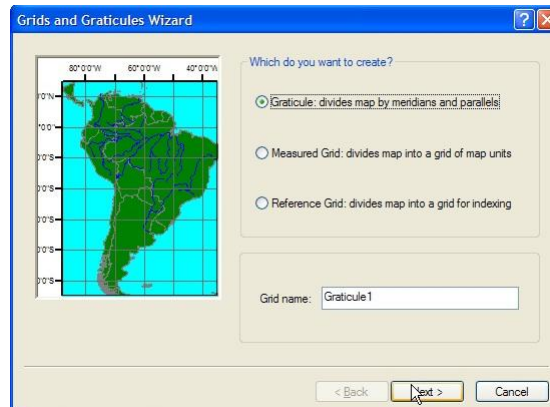 Grids and Graticules Wizard
80°0'0"W 60°0'0"W 40°0'0"W
Which do you want to create?
Graticule: divides map by meridians and parallels
Measured Grid: divides map into a grid of map units
Reference Grid: divides map into a grid for indexing
Grid name: Graticule1
< Back Next > Cancel